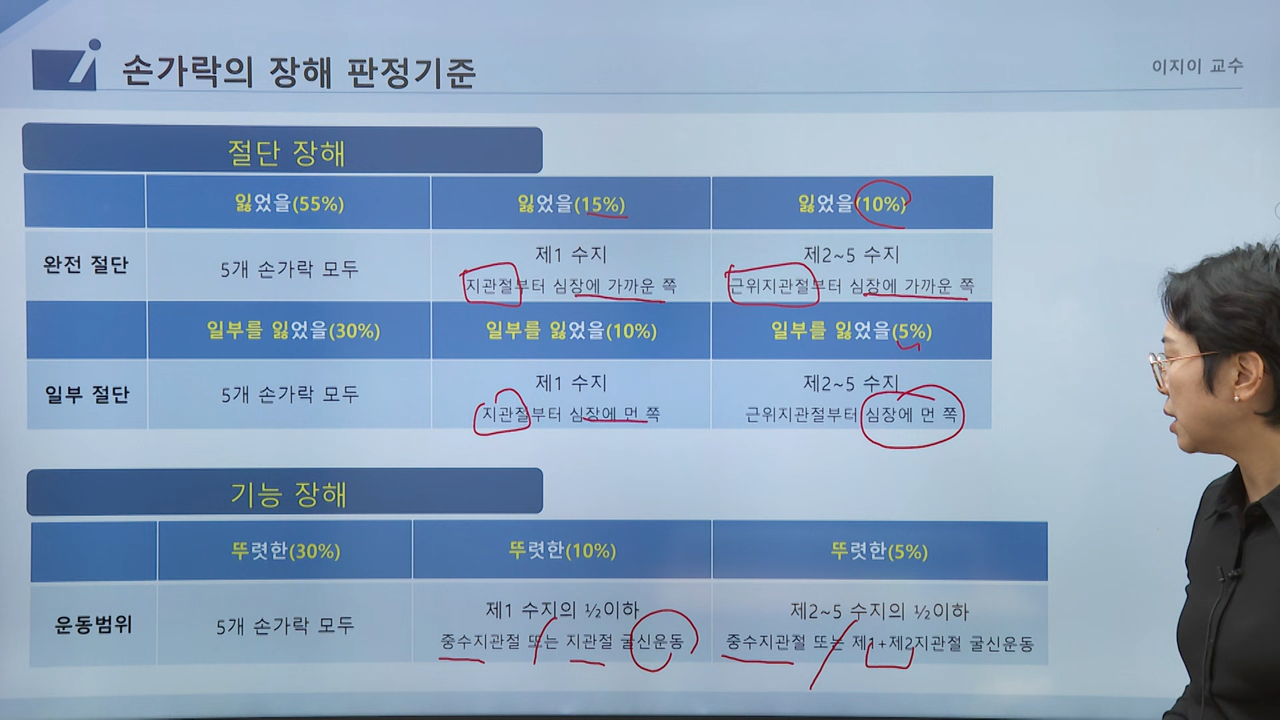 손가락의 장해 판정기준
이지이 교수
절단 장해
잃었을(55%) 잃었을(15%) 잃었을(10%)
완전 절단 5개 손가락 모두 제1 수지 제2~5 수지
지관절부터 심장에 가까운 쪽 근위지관절부터 심장에 가까운 쪽
일부를 잃었을(30%) 일부를 잃었을(10%) 일부를 잃었을(5%)
일부 절단 5개 손가락 모두 제1 수지 제2~5 수지
지관절부터 심장에 먼 쪽 근위지관절부터 심장에 먼 쪽
기능 장해
뚜렷한(30%) 뚜렷한(10%) 뚜렷한(5%)
운동범위 5개 손가락 모두 제1 수지의 ½이하 제2~5 수지의 ½이하
중수지관절 또는 지관절 굴신운동 중수지관절 또는 제1+제2지관절 굴신운동